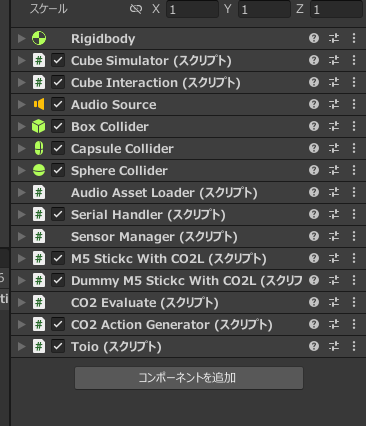 スケール X 1 Y 1 Z 1
Rigidbody
# Cube Simulator (スクリプト)
# Cube Interaction (スクリプト)
Audio Source
Box Collider
Capsule Collider
Sphere Collider
# Audio Asset Loader (スクリプト)
# Serial Handler (スクリプト)
# Sensor Manager (スクリプト)
# M5 Stickc With CO2L (スクリプト)
# Dummy M5 Stickc With CO2L (スクリプ
# CO2 Evaluate (スクリプト)
# CO2 Action Generator (スクリプト)
# Toio (スクリプト)
コンポーネントを追加